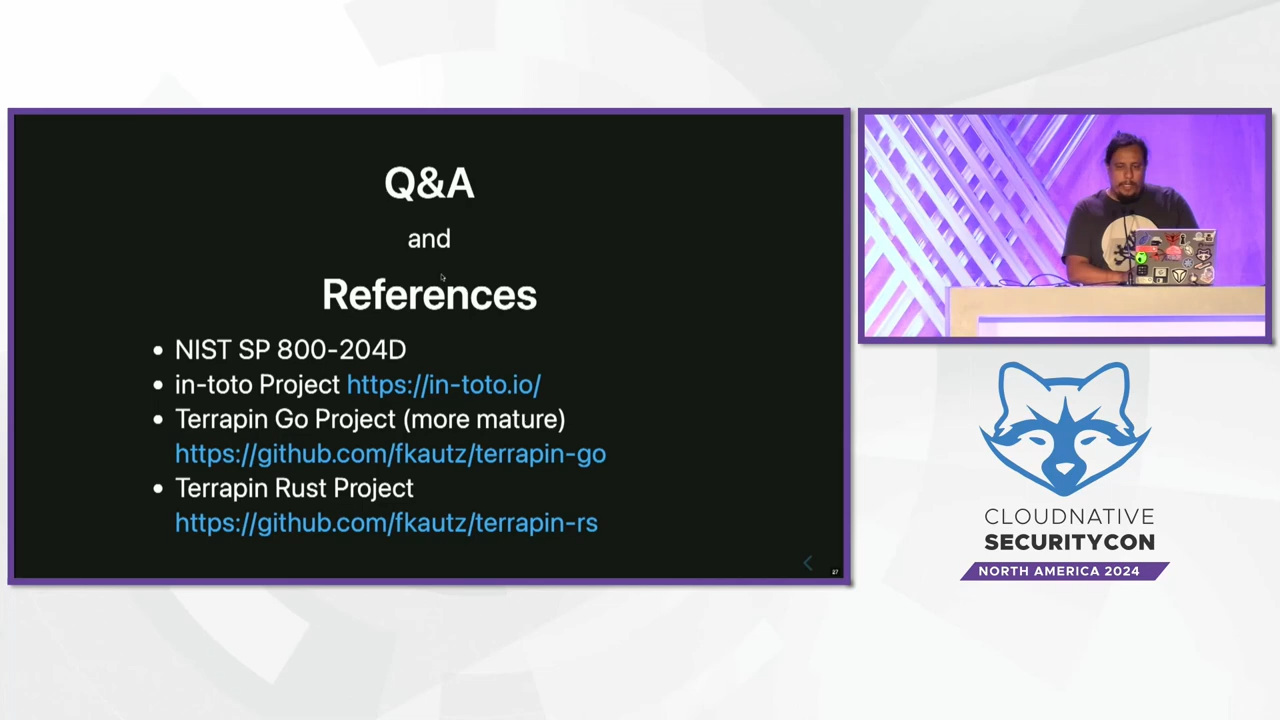 Q&A
and
References
• NIST SP 800-204D
• in-toto Project https://in-toto.io/
• Terrapin Go Project (more mature)
https://github.com/fkautz/terrapin-go
• Terrapin Rust Project
https://github.com/fkautz/terrapin-rs
27
CLOUDNATIVE
SECURITYCON
NORTH AMERICA 2024